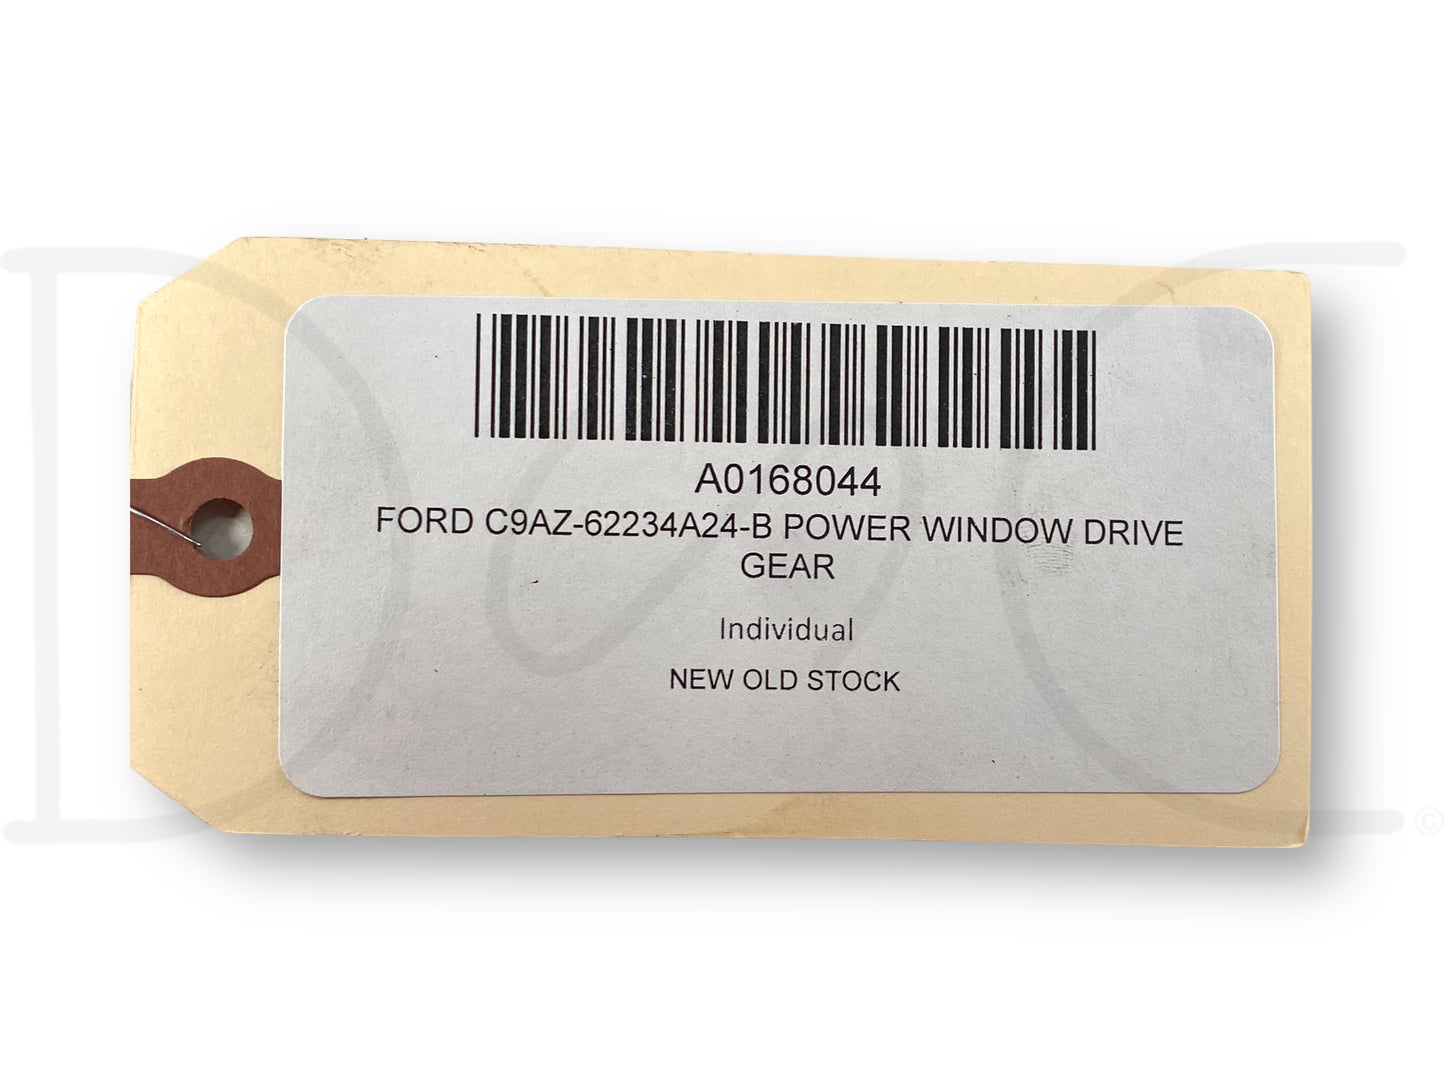 A0168044
FORD C9AZ-62234A24-B POWER WINDOW DRIVE
GEAR
Individual
NEW OLD STOCK
©